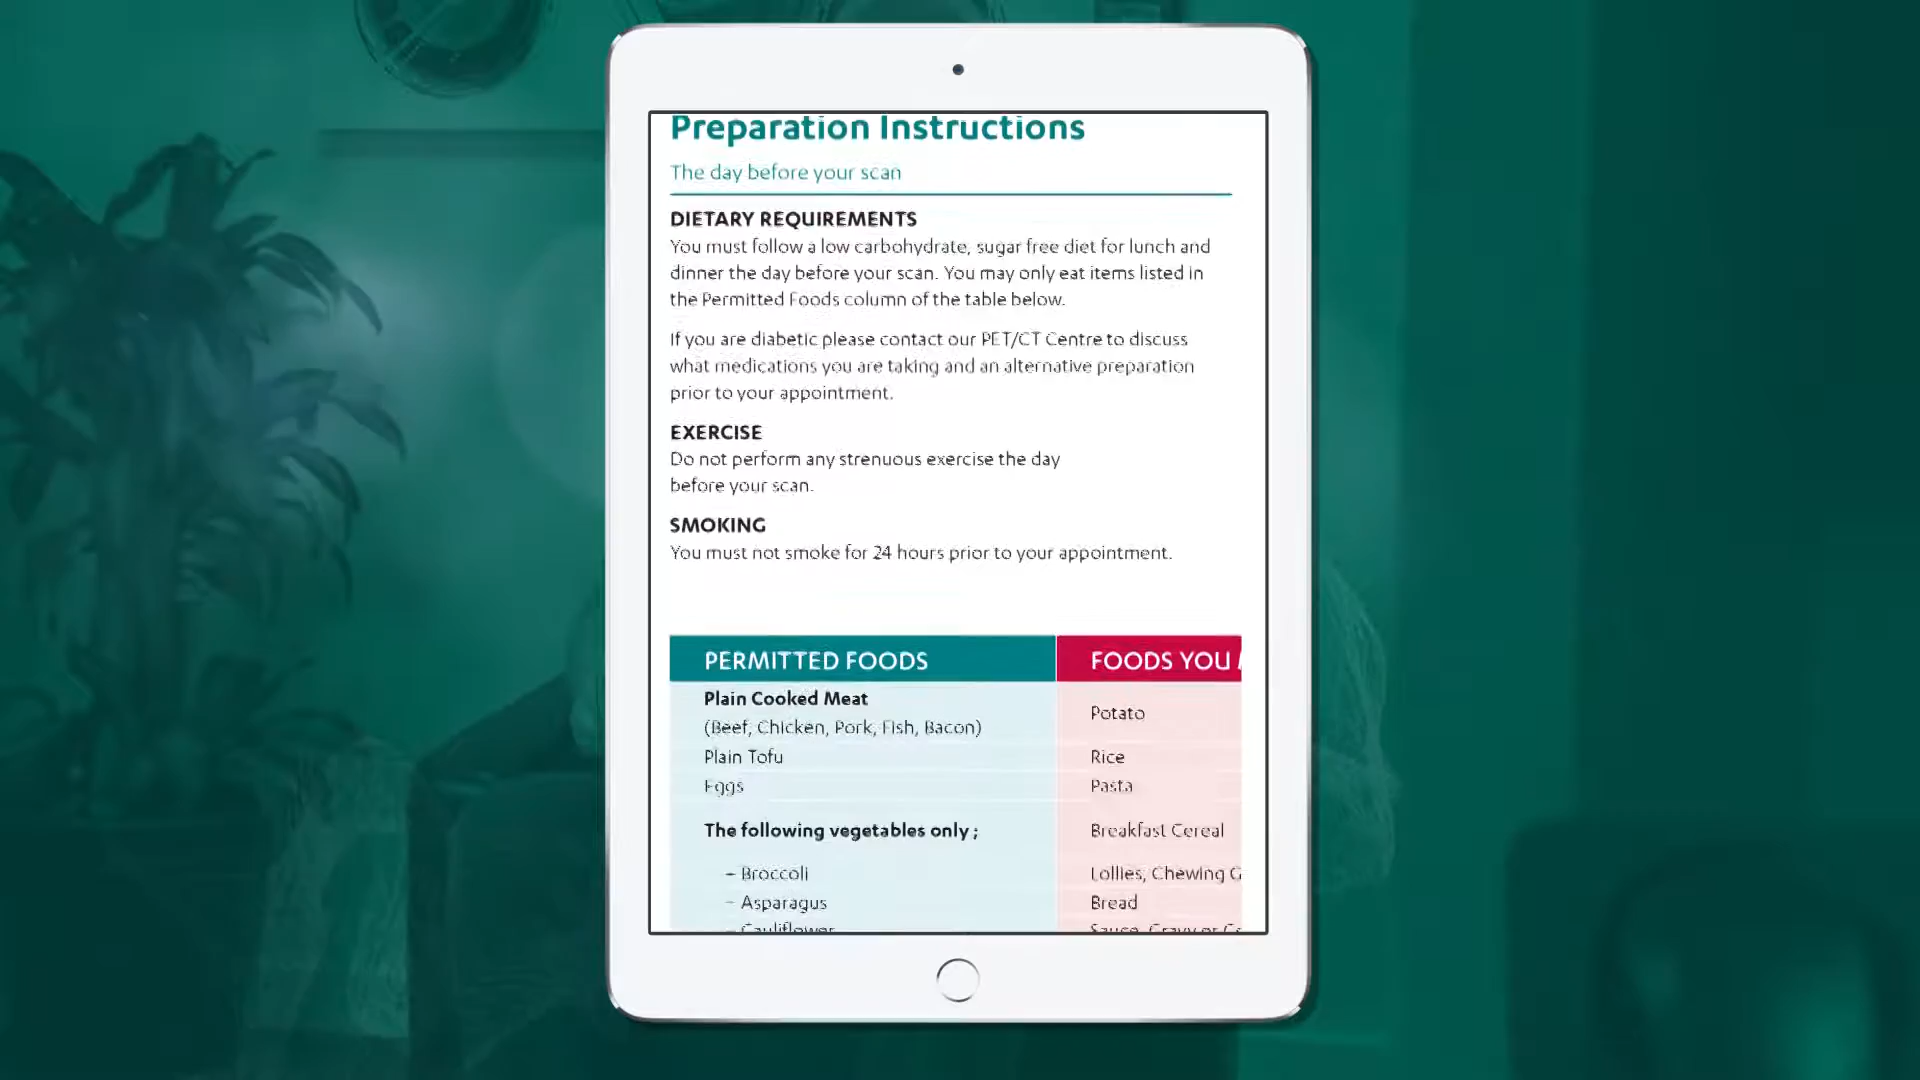 Preparation Instructions
The day before your scan
DIETARY REQUIREMENTS
You must follow a low carbohydrate, sugar free diet for lunch and
dinner the day before your scan. You may only eat items listed in
the Permitted Foods column of the table below.
If you are diabetic please contact our PET/CT Centre to discuss
what medications you are taking and an alternative preparation
prior to your appointment.
EXERCISE
Do not perform any strenuous exercise the day
before your scan.
SMOKING
You must not smoke for 24 hours prior to your appointment.
PERMITTED FOODS
FOODS YOU
Plain Cooked Meat
(Beef, Chicken, Pork, Fish, Bacon)
Potato
Plain Tofu
Rice
Eggs
Pasta
The following vegetables only ;
Breakfast Cereal
– Broccoli
Lollies, Chewing
– Asparagus
Bread
– Cauliflower
Sauce, Gravy or